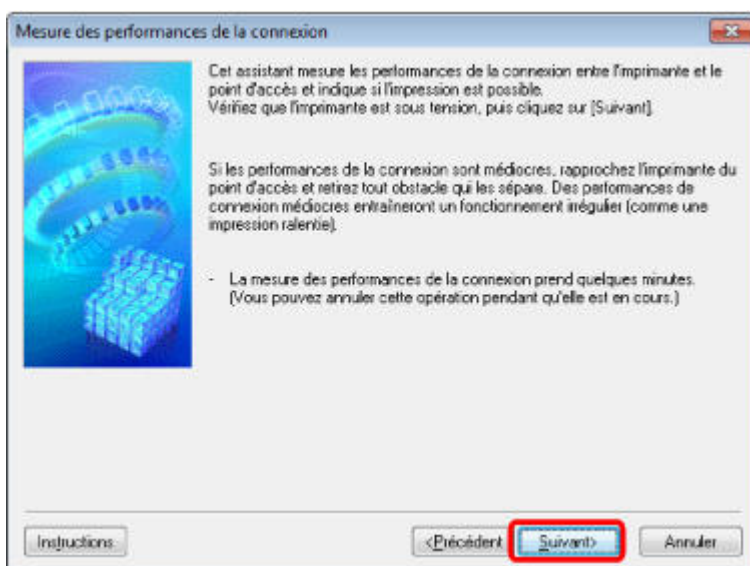 Mesure des performances de la connexion
Cet assistant mesure les performances de la connexion entre l'imprimante et le
point d'accès et indique si l'impression est possible.
Vérifiez que l'imprimante est sous tension, puis cliquez sur [Suivant].
Si les performances de la connexion sont médiocres, rapprochez l'imprimante du
point d'accès et retirez tout obstacle qui les sépare. Des performances de
connexion médiocres entraîneront un fonctionnement irrégulier (comme une
impression ralentie).
- La mesure des performances de la connexion prend quelques minutes.
(Vous pouvez annuler cette opération pendant qu'elle est en cours.)
Instructions <Précédent Suivant> Annuler